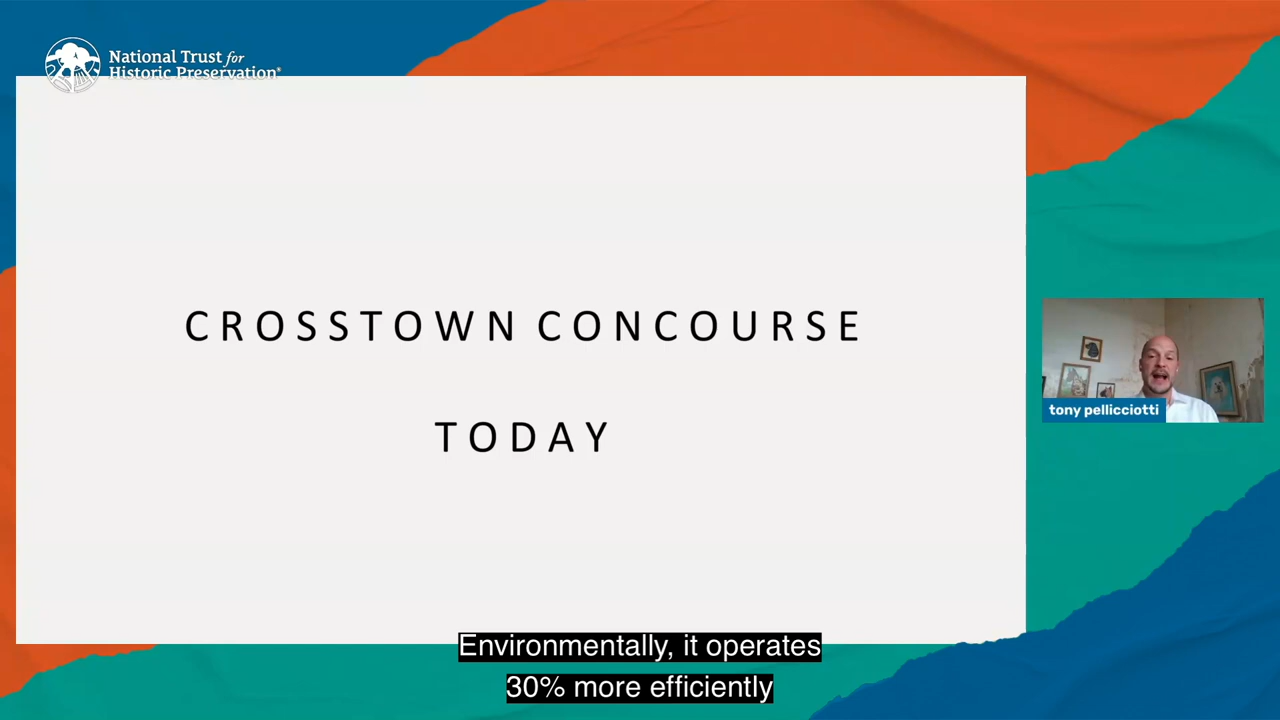 National Trust for
Historic Preservation®
CROSSTOWN CONCOURSE
TODAY
tony pellicciotti
Environmentally, it operates
30% more efficiently